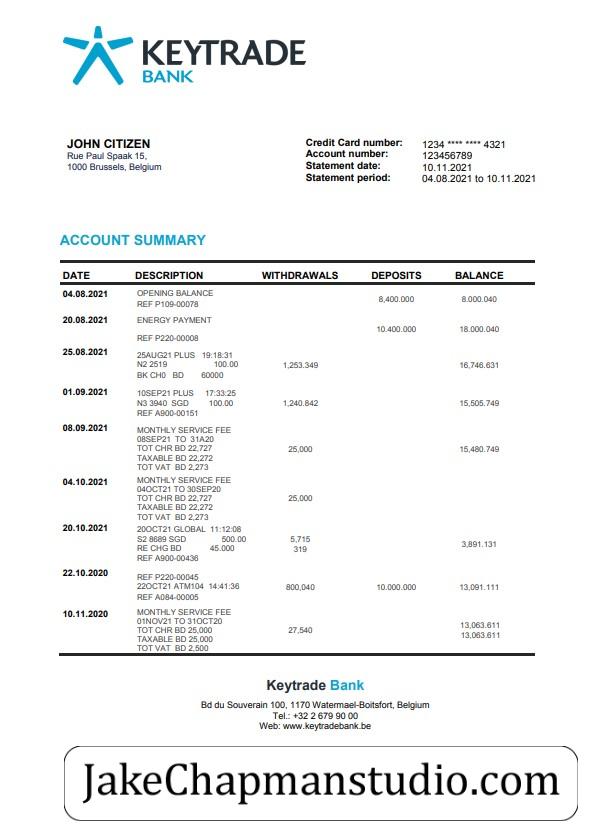 KEYTRADE
BANK
JOHN CITIZEN
Rue Paul Spaak 15,
1000 Brussels, Belgium
Credit Card number: 1234 **** **** 4321
Account number: 123456789
Statement date: 10.11.2021
Statement period: 04.08.2021 to 10.11.2021
ACCOUNT SUMMARY
DATE DESCRIPTION WITHDRAWALS DEPOSITS BALANCE
04.08.2021 OPENING BALANCE
8,400.000 8.000.040
REF P109-00078
20.08.2021 ENERGY PAYMENT
10.400.000 18.000.040
REF P220-00008
25.08.2021 25AUG21 PLUS 19:18:31
N2 2519 100.00 1,253.349 16,746.631
BK CH0 BD 60000
01.09.2021 10SEP21 PLUS 17:33:25
N3 3940 SGD 100.00 1,240.842 15,505.749
REF A900-00151
08.09.2021 MONTHLY SERVICE FEE
08SEP21 TO 31A20
TOT CHR BD 22,727 25,000 15,480.749
TAXABLE BD 22,272
TOT VAT BD 2,273
04.10.2021 MONTHLY SERVICE FEE
04OCT21 TO 30SEP20
TOT CHR BD 22,727 25,000
TAXABLE BD 22,272
TOT VAT BD 2,273
20.10.2021 20OCT21 GLOBAL 11:12:08
S2 8689 SGD 500.00 5,715
RE CHG BD 45.000 319 3,891.131
REF A900-00436
22.10.2020 REF P220-00045
22OCT21 ATM104 14:41:36 800,040 10.000.000 13,091.111
REF A084-00005
10.11.2020 MONTHLY SERVICE FEE
01NOV21 TO 31OCT20 13,063.611
TOT CHR BD 25,000 27,540 13,063.611
TAXABLE BD 25,000
TOT VAT BD 2,500
Keytrade Bank
Bd du Souverain 100, 1170 Watermael-Boitsfort, Belgium
Tel.: +32 2 679 90 00
Web: www.keytradebank.be
JakeChapmanstudio.com